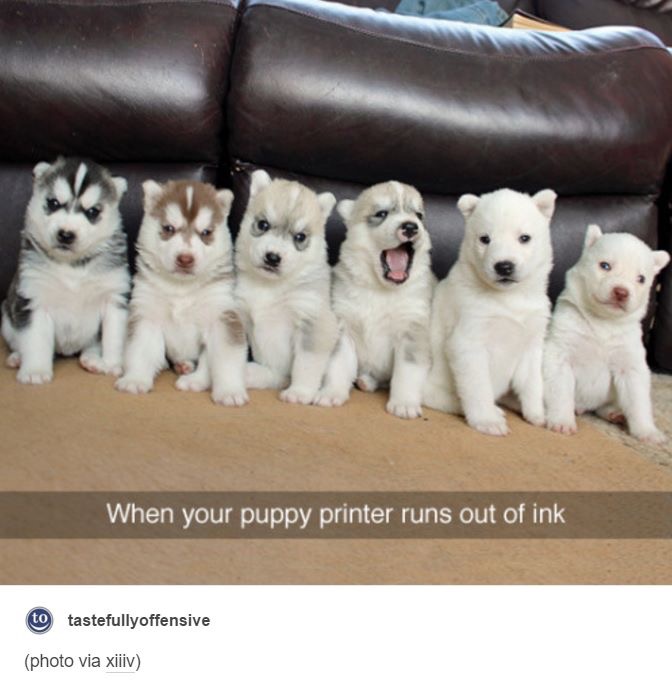 When your puppy printer runs out of ink
to tastefullyoffensive
(photo via xiiiv)